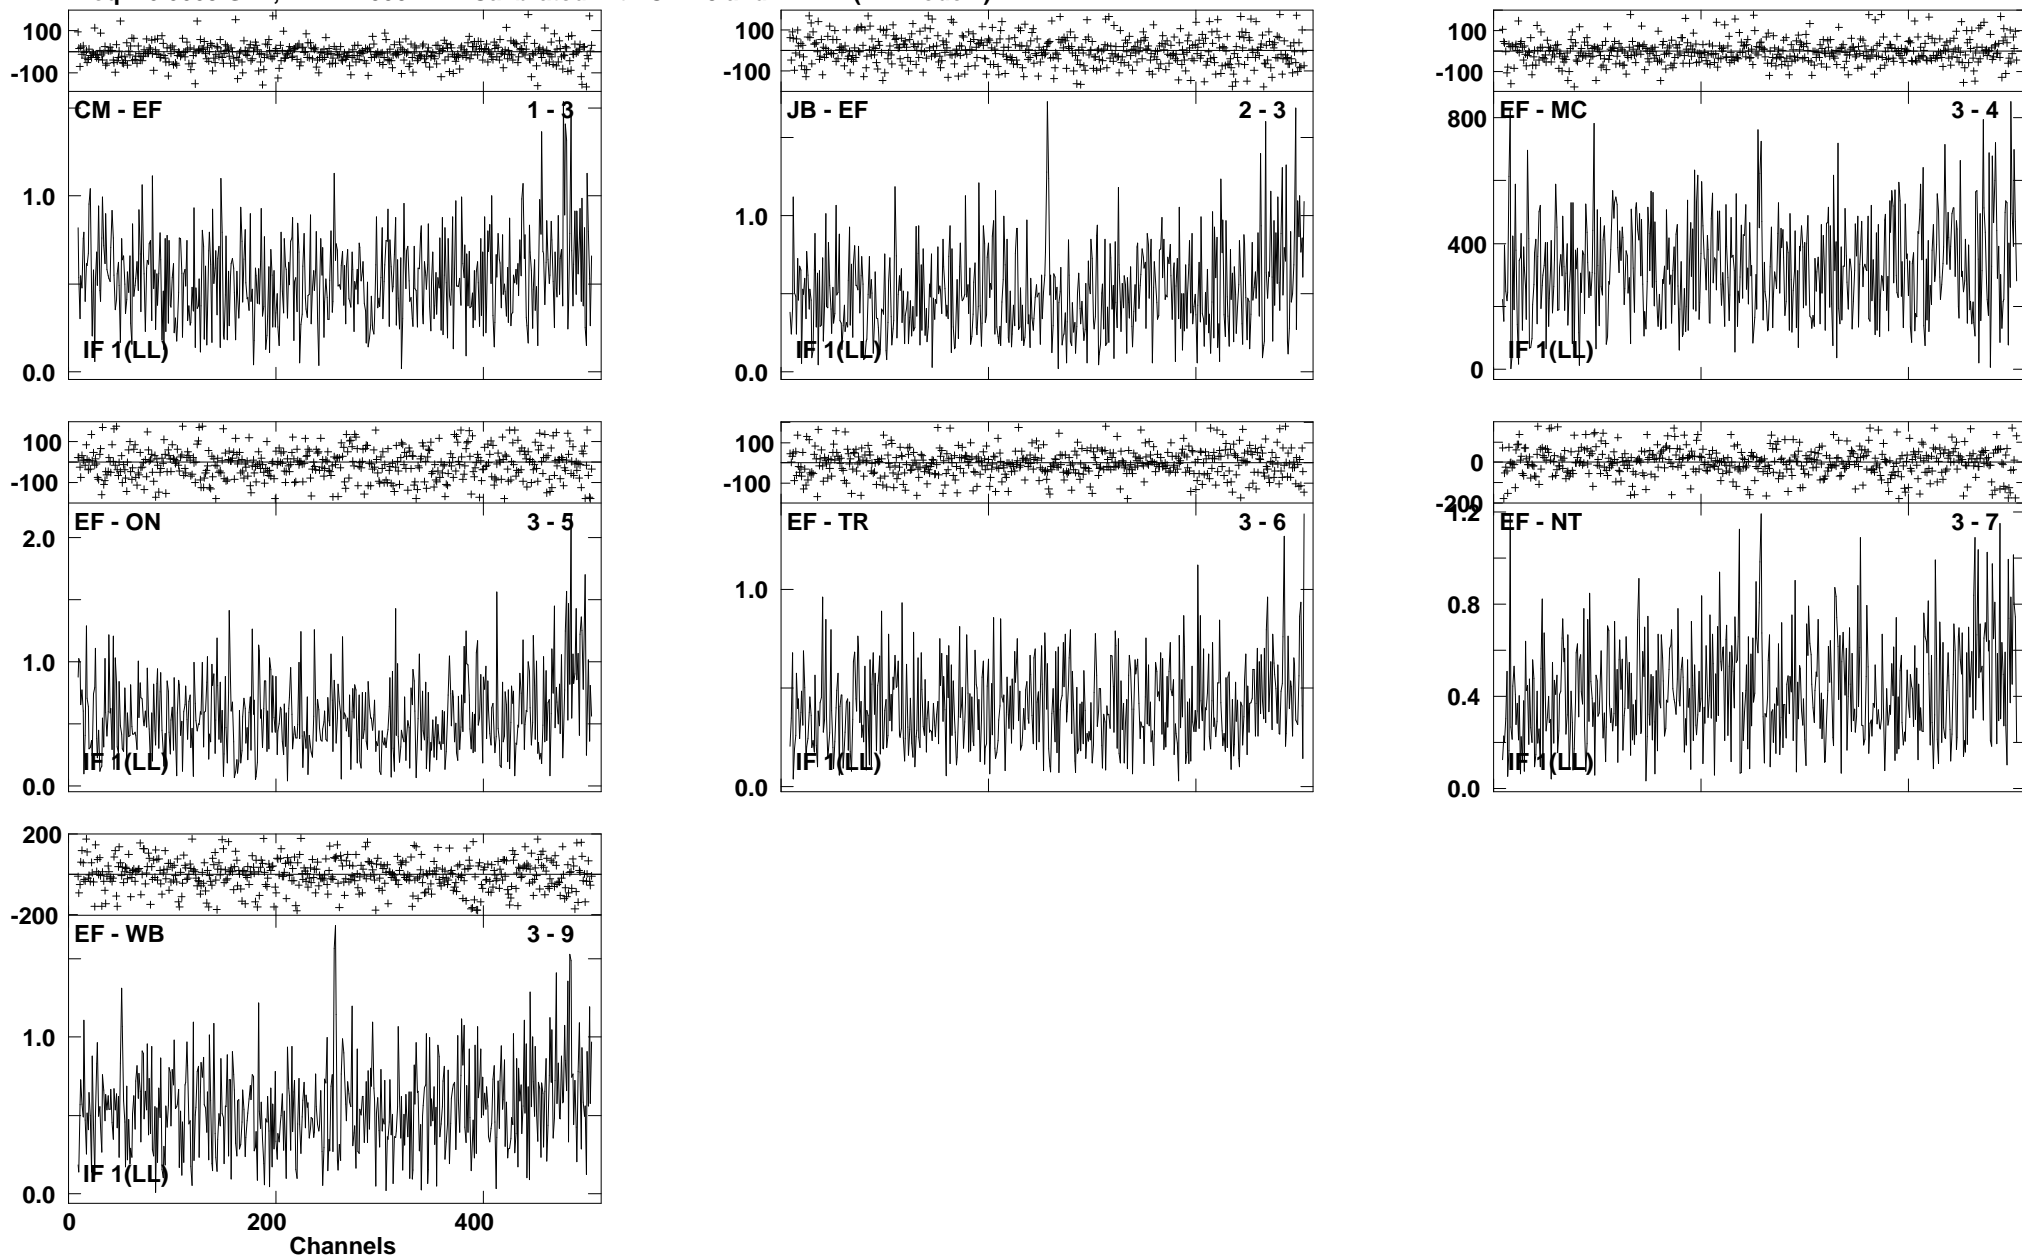 100
-100
CM - EF 1 - 3
1.0
IF 1(LL)
0.0
100
-100
JB - EF 2 - 3
1.0
IF 1(LL)
0.0
100
-100
EF - MC 3 - 4
800
400
IF 1(LL)
0
100
-100
EF - ON 3 - 5
2.0
1.0
IF 1(LL)
0.0
100
-100
EF - TR 3 - 6
1.0
IF 1(LL)
0.0
0
-200
1.2
EF - NT 3 - 7
0.8
0.4
IF 1(LL)
0.0
200
-200
EF - WB 3 - 9
1.0
IF 1(LL)
0.0
0 200 400
Channels